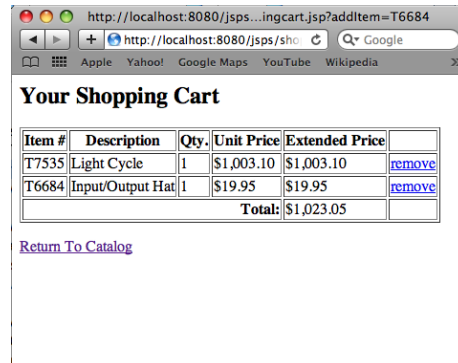 http://localhost:8080/jsps...ingcart.jsp?addItem=T6684
http://localhost:8080/jsps/sho
Google
Apple Yahoo! Google Maps YouTube Wikipedia
Your Shopping Cart
Item # Description Qty. Unit Price Extended Price
T7535 Light Cycle 1 $1,003.10 $1,003.10 remove
T6684 Input/Output Hat 1 $19.95 $19.95 remove
Total: $1,023.05
Return To Catalog